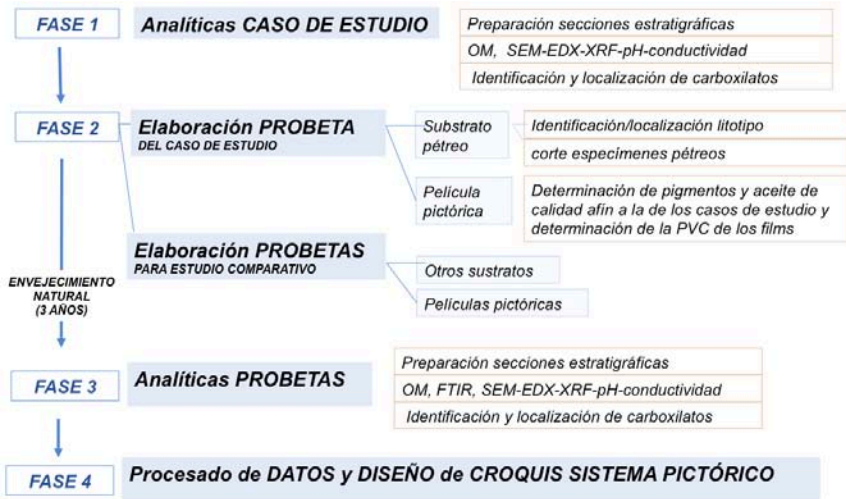 FASE 1
Analíticas CASO DE ESTUDIO
Preparación secciones estratigráficas
OM, SEM-EDX-XRF-pH-conductividad
Identificación y localización de carboxilatos
FASE 2
Elaboración PROBETA
DEL CASO DE ESTUDIO
Substrato
pétreo
Identificación/localización litotipo
corte especímenes pétreos
Película
pictórica
Determinación de pigmentos y aceite de
calidad afín a la de los casos de estudio y
determinación de la PVC de los films
Elaboración PROBETAS
PARA ESTUDIO COMPARATIVO
Otros sustratos
Películas pictóricas
ENVEJECIMIENTO
NATURAL
(3 AÑOS)
FASE 3
Analíticas PROBETAS
Preparación secciones estratigráficas
OM, FTIR, SEM-EDX-XRF-pH-conductividad
Identificación y localización de carboxilatos
FASE 4
Procesado de DATOS y DISEÑO de CROQUIS SISTEMA PICTÓRICO